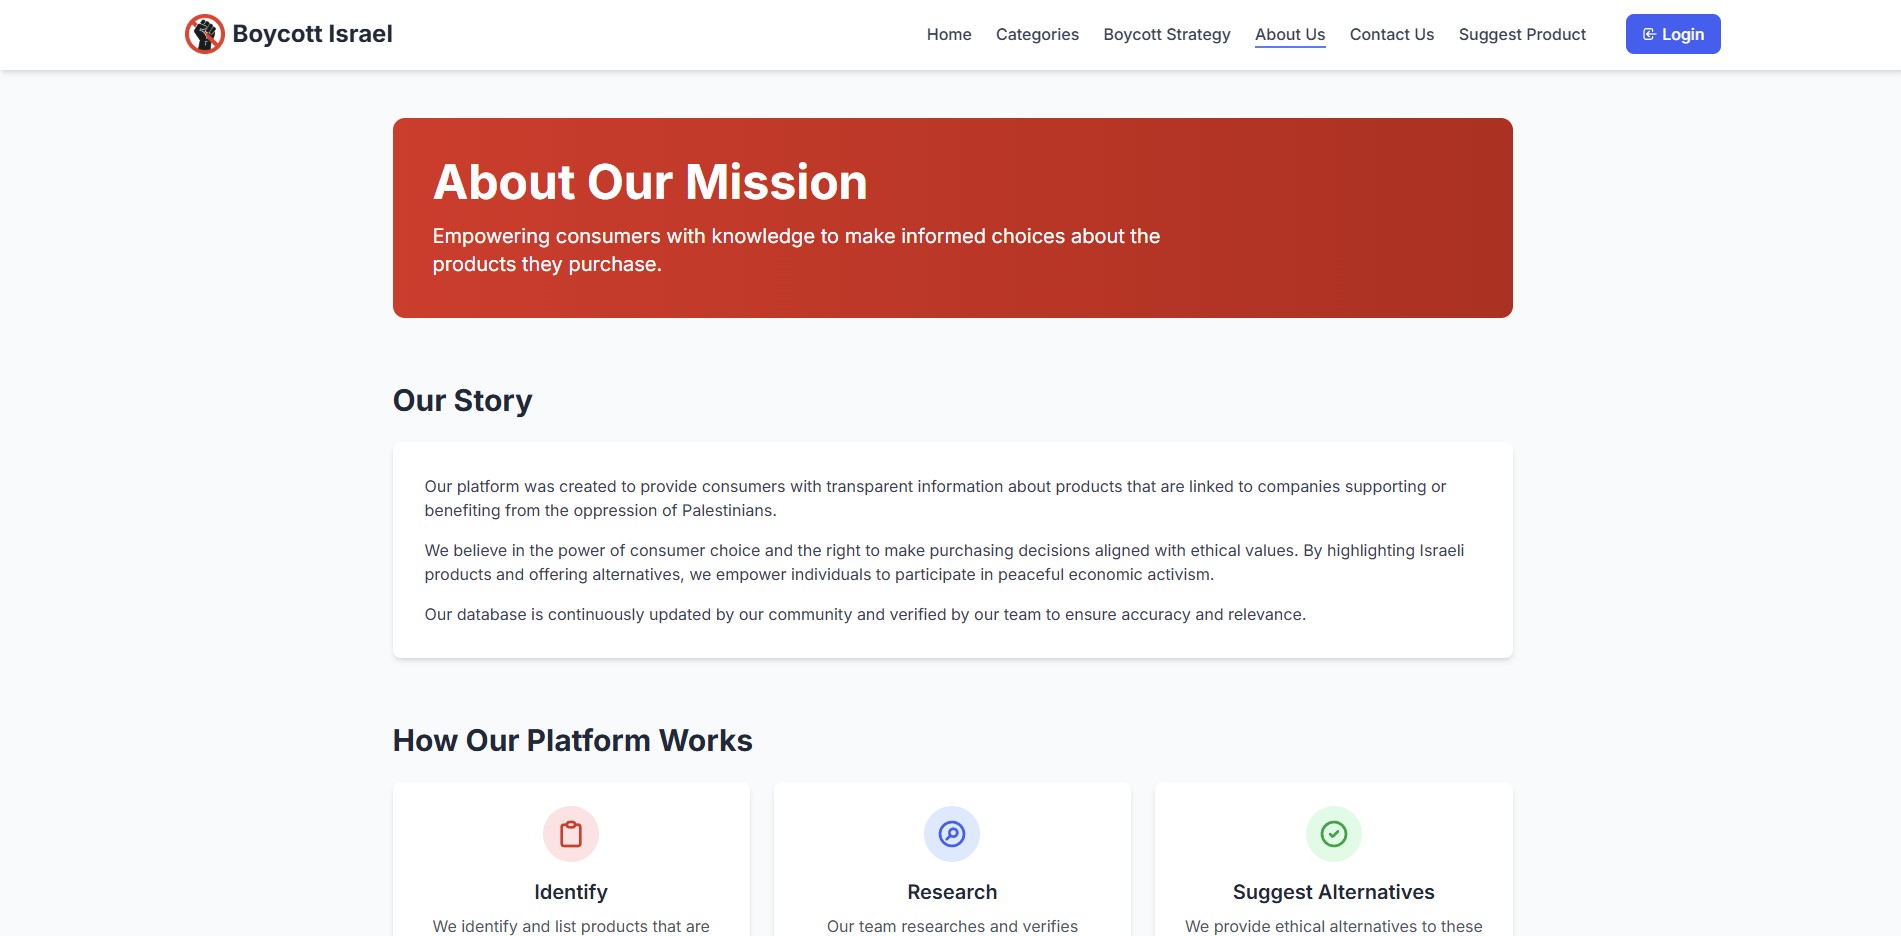 Boycott Israel
Home
Categories
Boycott Strategy
About Us
Contact Us
Suggest Product
Login
About Our Mission
Empowering consumers with knowledge to make informed choices about the
products they purchase.
Our Story
Our platform was created to provide consumers with transparent information about products that are linked to companies supporting or
benefiting from the oppression of Palestinians.
We believe in the power of consumer choice and the right to make purchasing decisions aligned with ethical values. By highlighting Israeli
products and offering alternatives, we empower individuals to participate in peaceful economic activism.
Our database is continuously updated by our community and verified by our team to ensure accuracy and relevance.
How Our Platform Works
Identify
We identify and list products that are
Research
Our team researches and verifies
Suggest Alternatives
We provide ethical alternatives to these